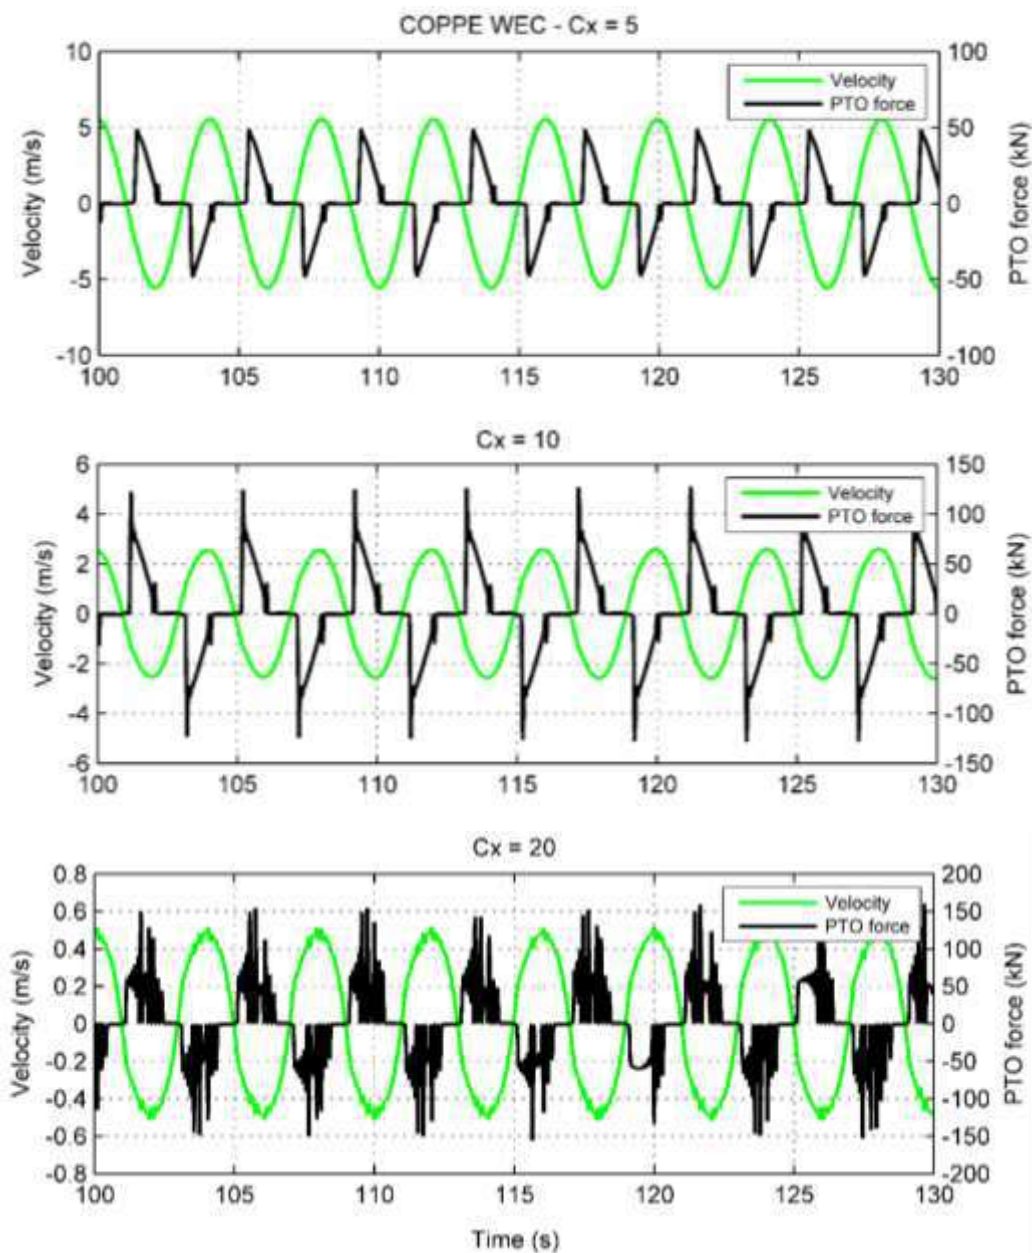 COPPE WEC - Cx = 5
10 100
Velocity
PTO force
5 50
0 0
-5 -50
-10 -100
Velocity (m/s)
PTO force (kN)
100 105 110 115 120 125 130
Cx = 10
6 150
Velocity
PTO force
4 100
2 50
0 0
-2 -50
-4 -100
-6 -150
Velocity (m/s)
PTO force (kN)
100 105 110 115 120 125 130
Cx = 20
0.8 200
Velocity
PTO force
0.6 150
0.4 100
0.2 50
0 0
-0.2 -50
-0.4 -100
-0.6 -150
-0.8 -200
Velocity (m/s)
PTO force (kN)
100 105 110 115 120 125 130
Time (s)